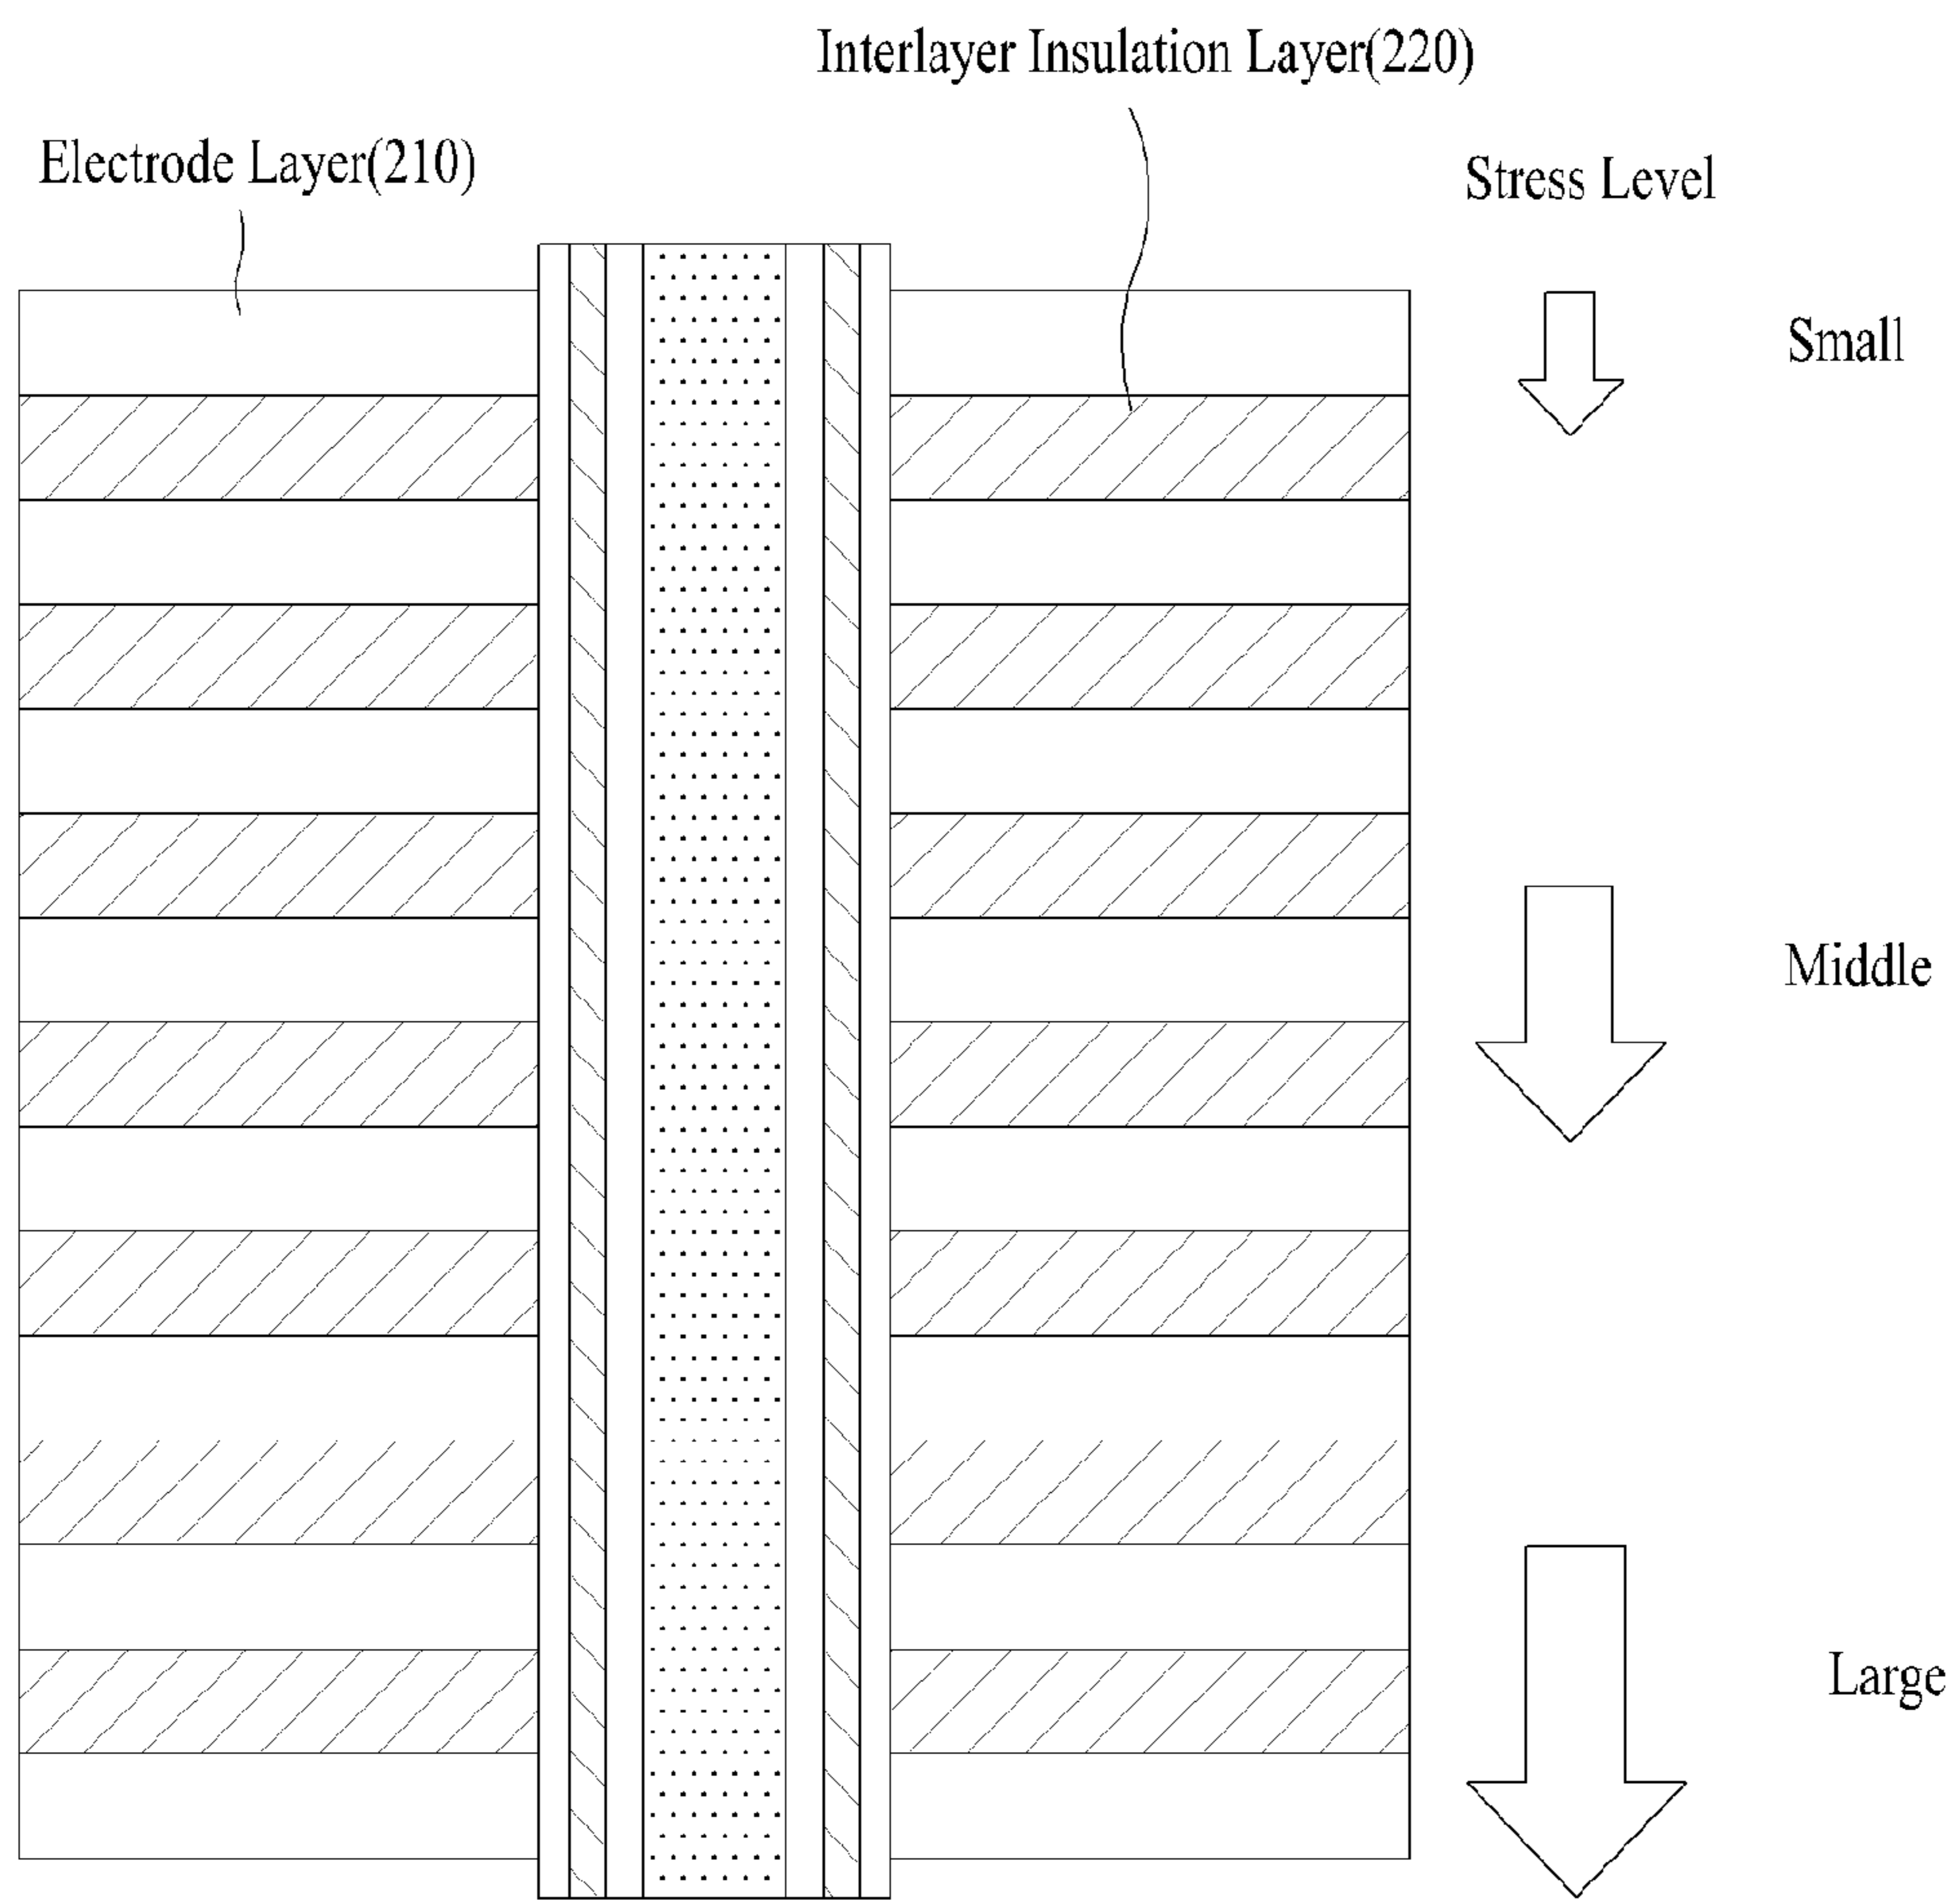 Interlayer Insulation Layer(220)
Electrode Layer(210)
Stress Level
Small
Middle
Large